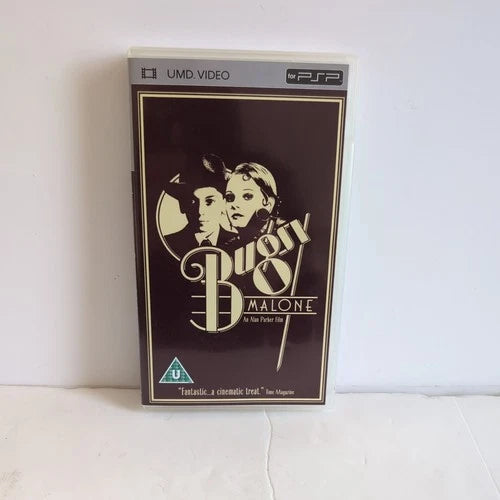 UMD. VIDEO
for PSP
Bugsy
MALONE
An Alan Parker Film
U
"Fantastic...a cinematic treat." Time Magazine